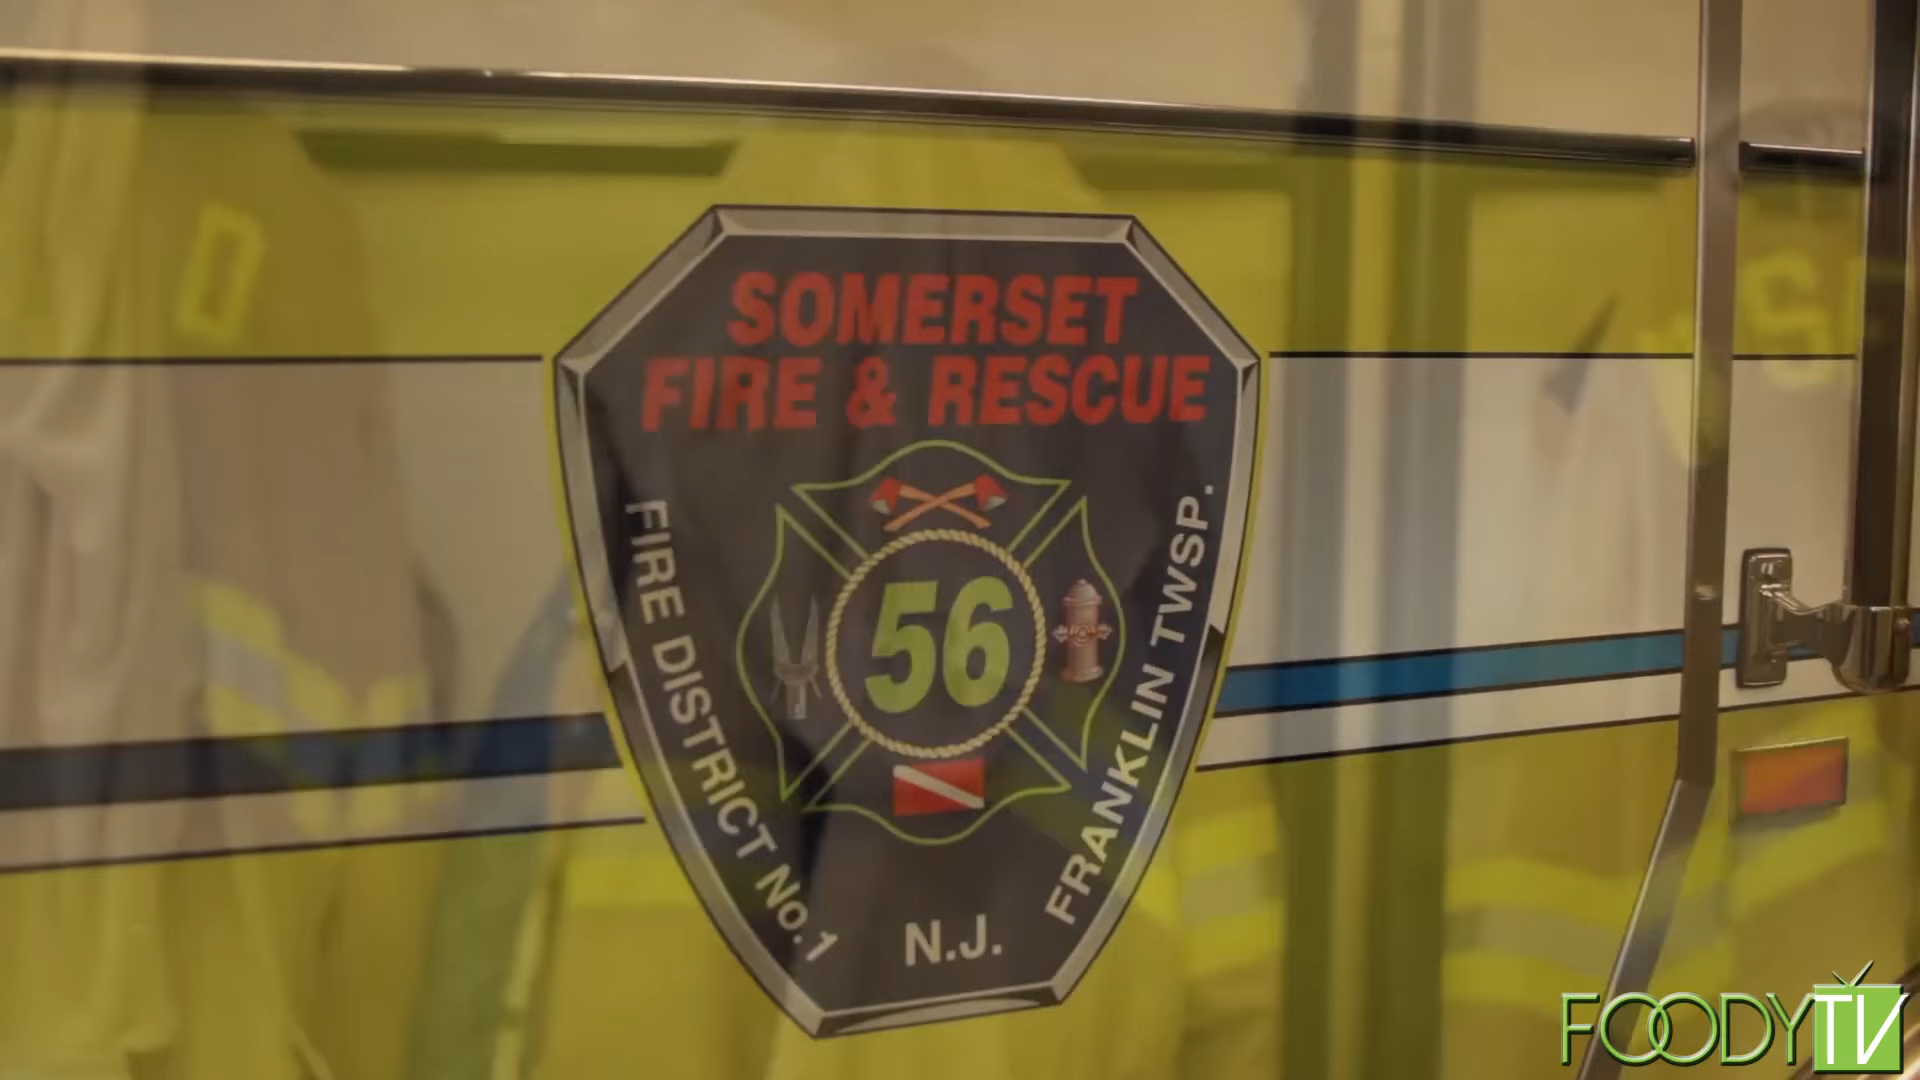 SOMERSET
FIRE & RESCUE
FIRE DISTRICT No.1
56
FRANKLIN TWSP.
N.J.
FOODYTV